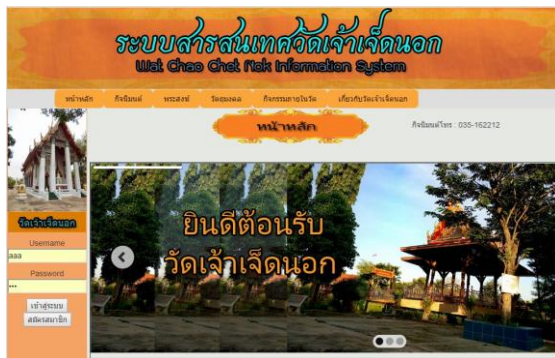 ระบบสารสนเทศวัดเจ้าเจ็ดนอก
Wat Chao Chet Nok Information System
หน้าหลัก กิจนิมนต์ พระสงฆ์ วัตถุมงคล กิจกรรมภายในวัด เกี่ยวกับวัดเจ้าเจ็ดนอก
หน้าหลัก
กิจนิมนต์โทร : 035-162212
วัดเจ้าเจ็ดนอก
Username
aaa
Password
•••
เข้าสู่ระบบ
สมัครสมาชิก
ยินดีต้อนรับ
วัดเจ้าเจ็ดนอก